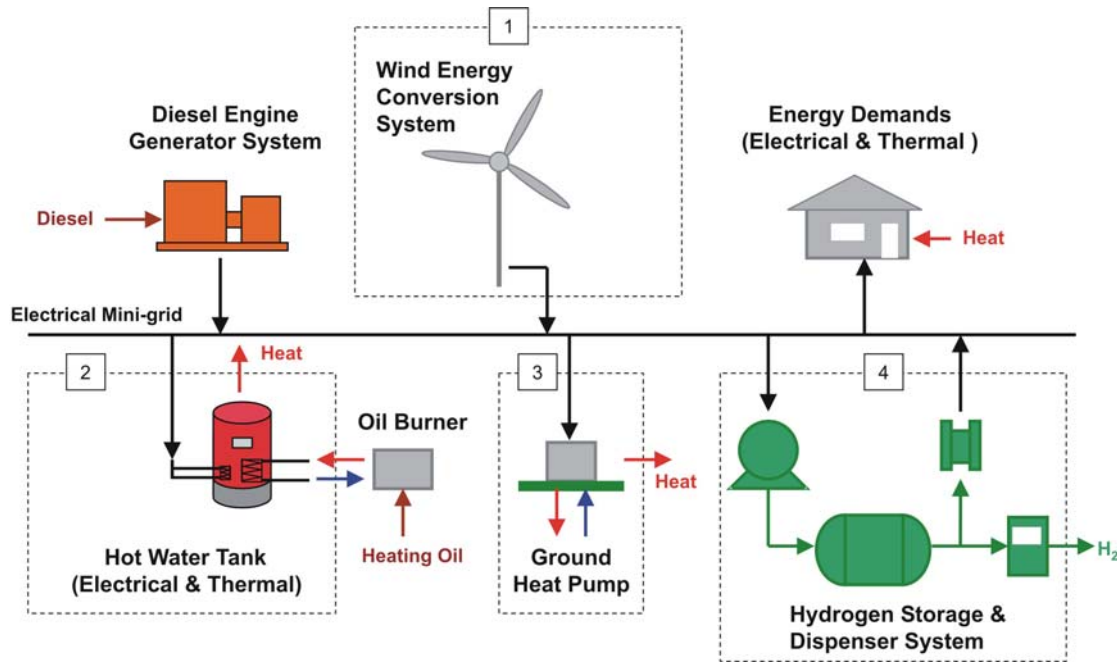 1
Wind Energy
Conversion
System
Diesel Engine
Generator System
Energy Demands
(Electrical & Thermal )
Diesel
Heat
Electrical Mini-grid
2
Heat
3
4
Oil Burner
Heat
Heating Oil
Hot Water Tank
(Electrical & Thermal)
Ground
Heat Pump
H₂
Hydrogen Storage &
Dispenser System